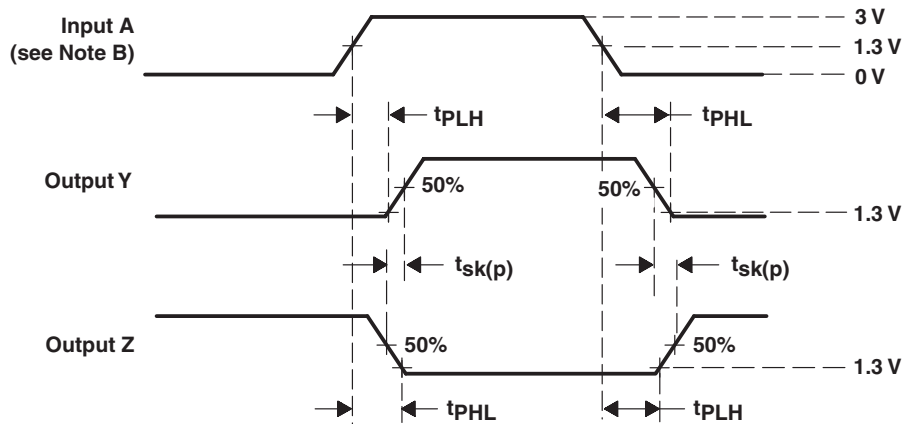 3 V
Input A
(see Note B)
1.3 V
0 V
tPLH
tPHL
Output Y
50%
50%
1.3 V
tsk(p)
tsk(p)
Output Z
50%
50%
1.3 V
tPHL
tPLH